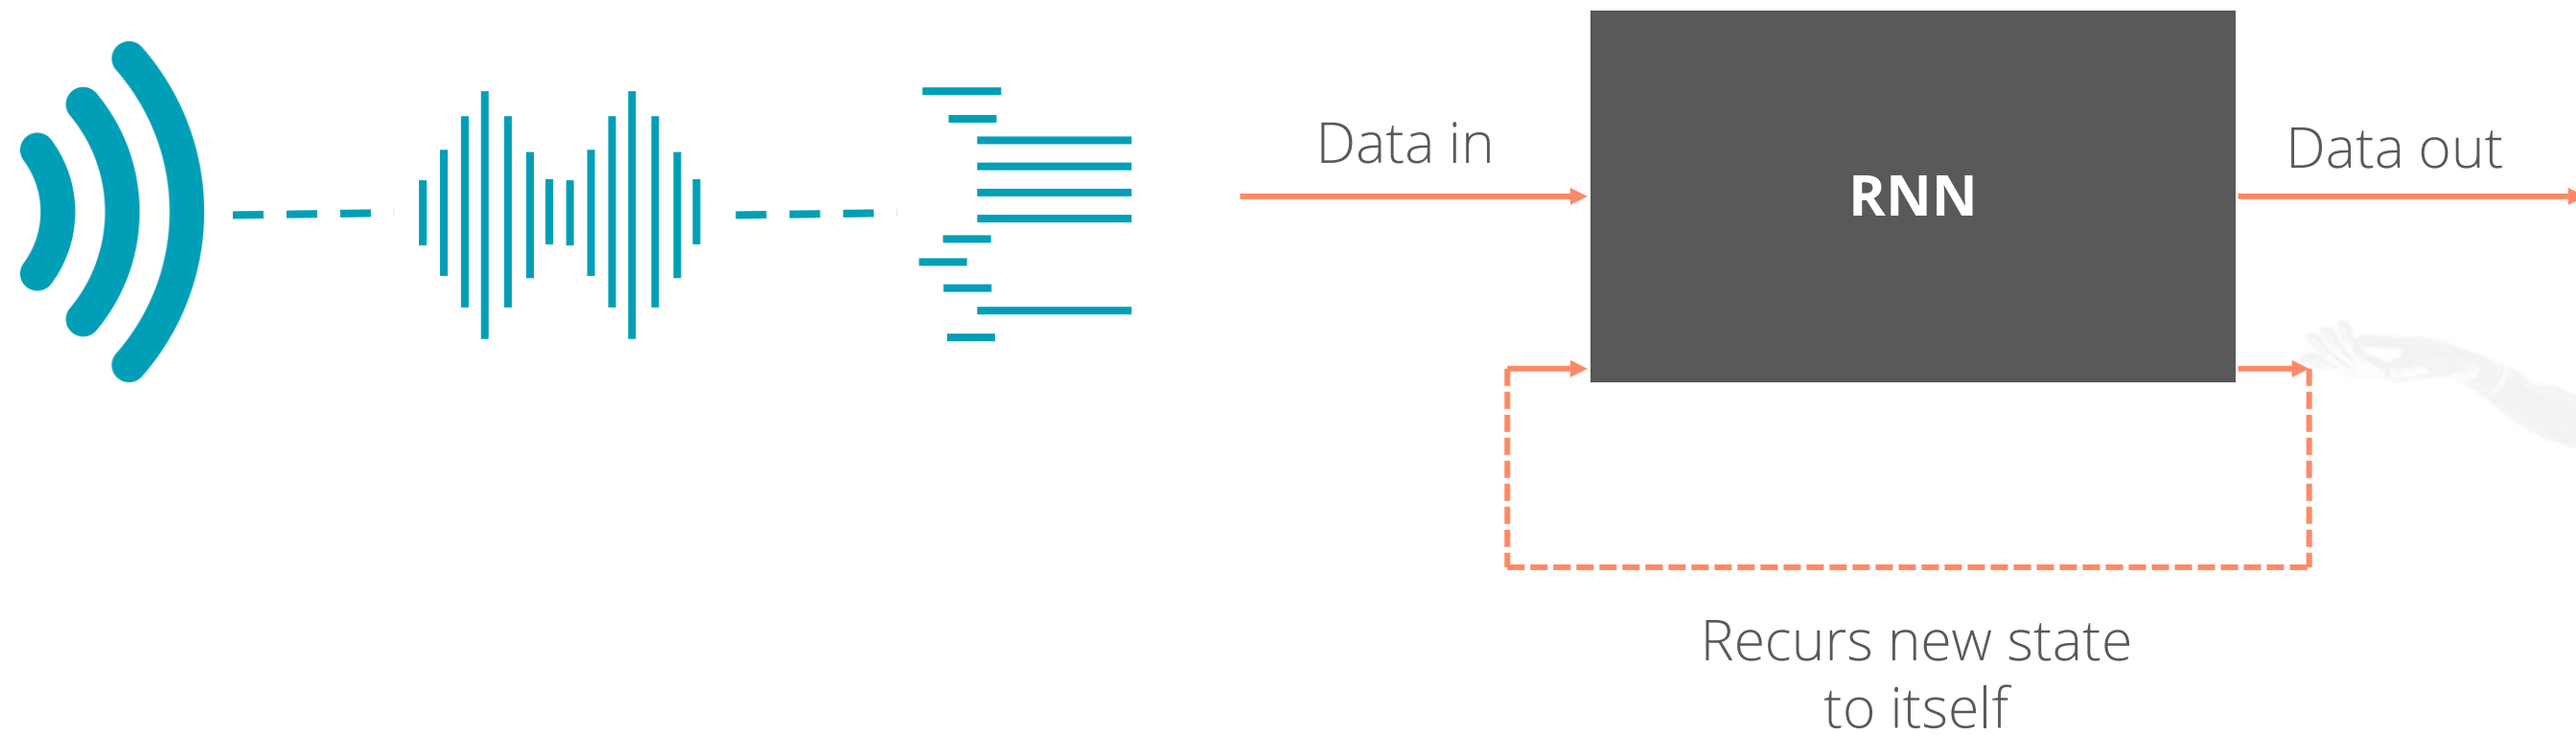 Data in
RNN
Data out
Recurs new state
to itself